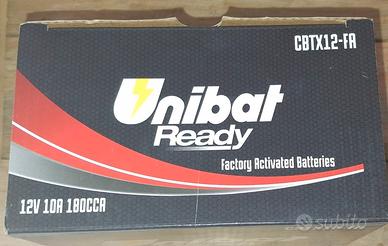 CBTX12-FA
Unibat
Ready
Factory Activated Batteries
12V 10A 180CCA
subito